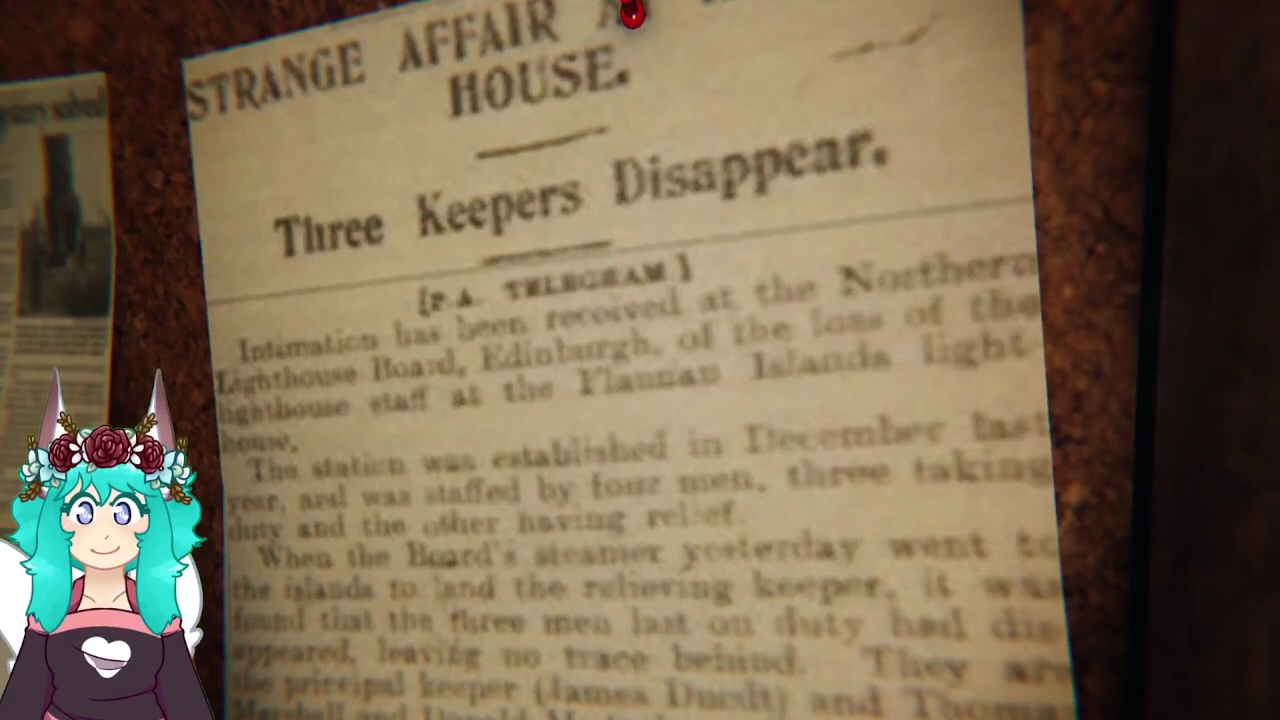 STRANGE AFFAIR A
HOUSE.
Three Keepers Disappear.
[P.A. TELEGRAM]
Intimation has been received at the Northern
Lighthouse Board, Edinburgh, of the loss of the
lighthouse staff at the Flannan Islands light-
house.
The station was established in December last
year, and was staffed by four men, three taking
duty and the other having relief.
When the Board's steamer yesterday went to
the islands to land the relieving keeper, it was
found that the three men last on duty had dis
appeared, leaving no trace behind. They are
the principal keeper (James Ducdt) and Thomas
Marshall and Donald